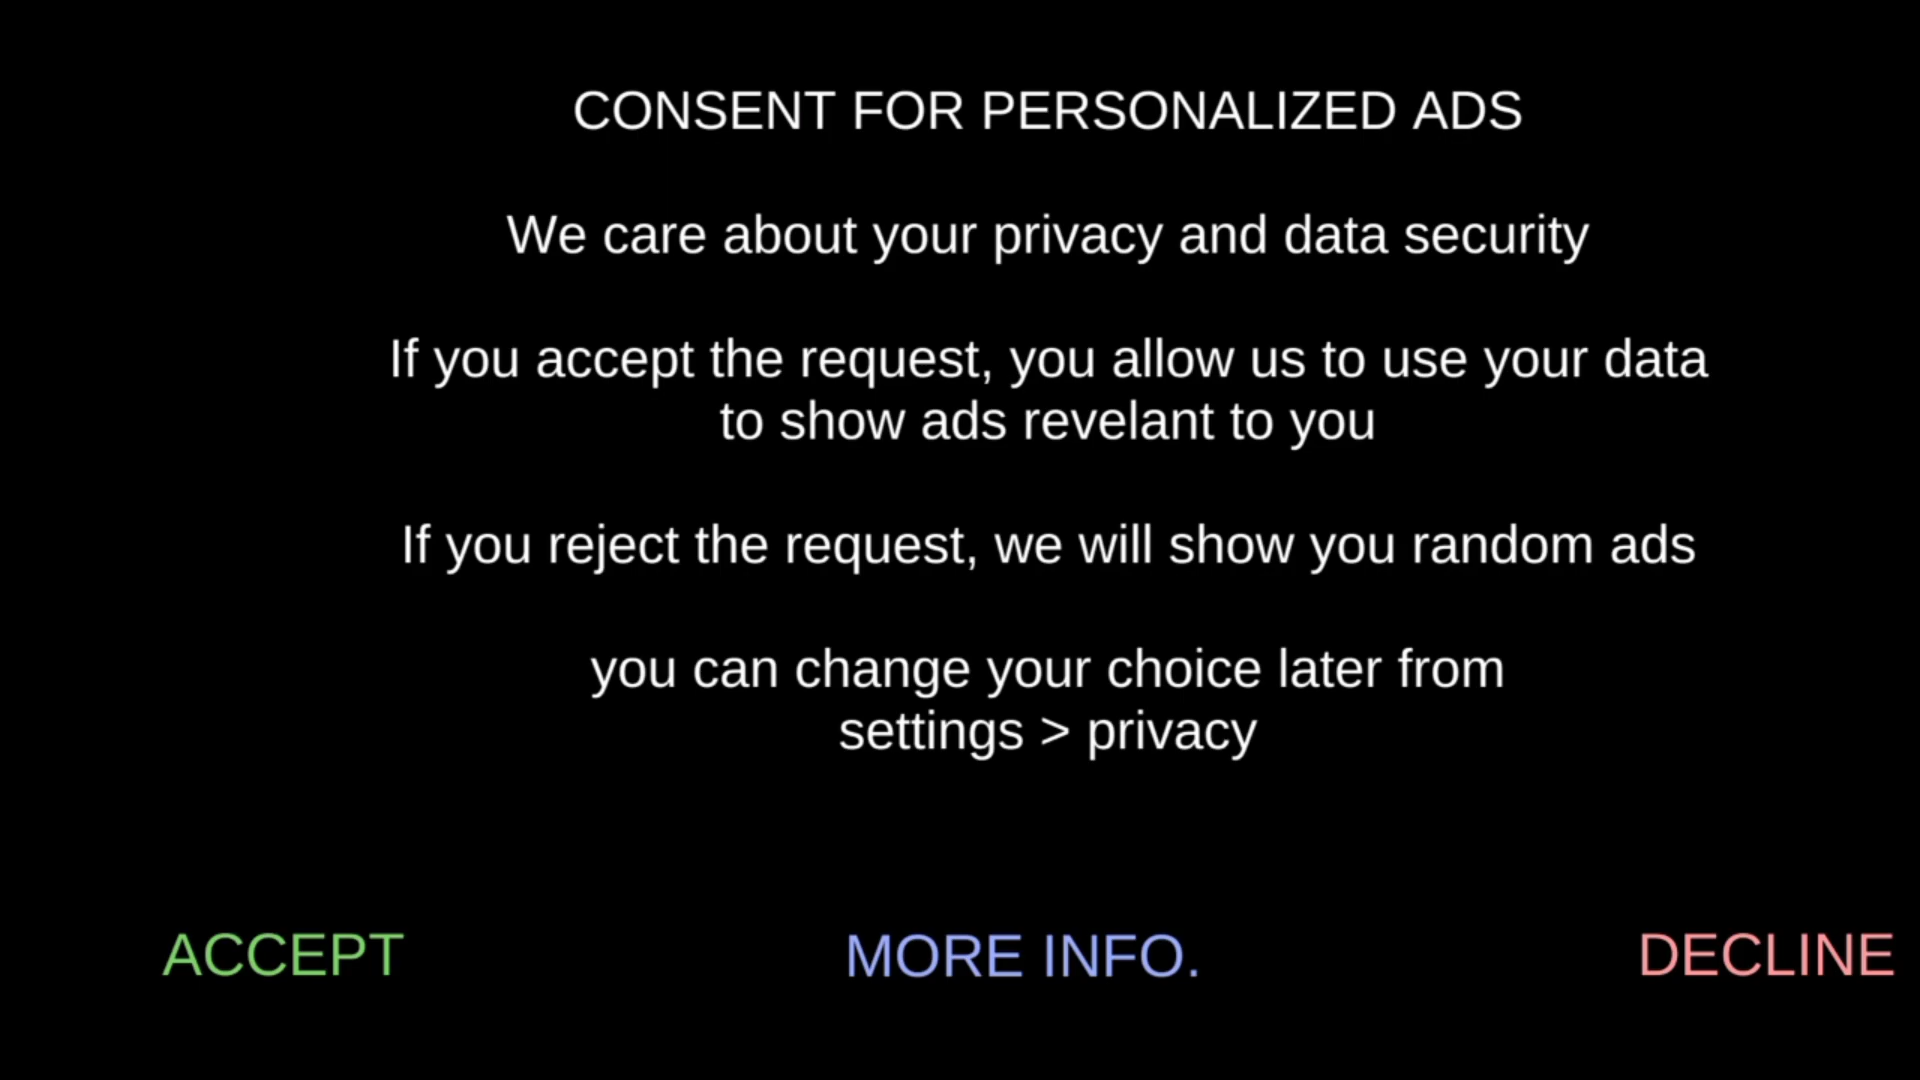 CONSENT FOR PERSONALIZED ADS
We care about your privacy and data security
If you accept the request, you allow us to use your data
to show ads revelant to you
If you reject the request, we will show you random ads
you can change your choice later from
settings > privacy
ACCEPT
MORE INFO.
DECLINE